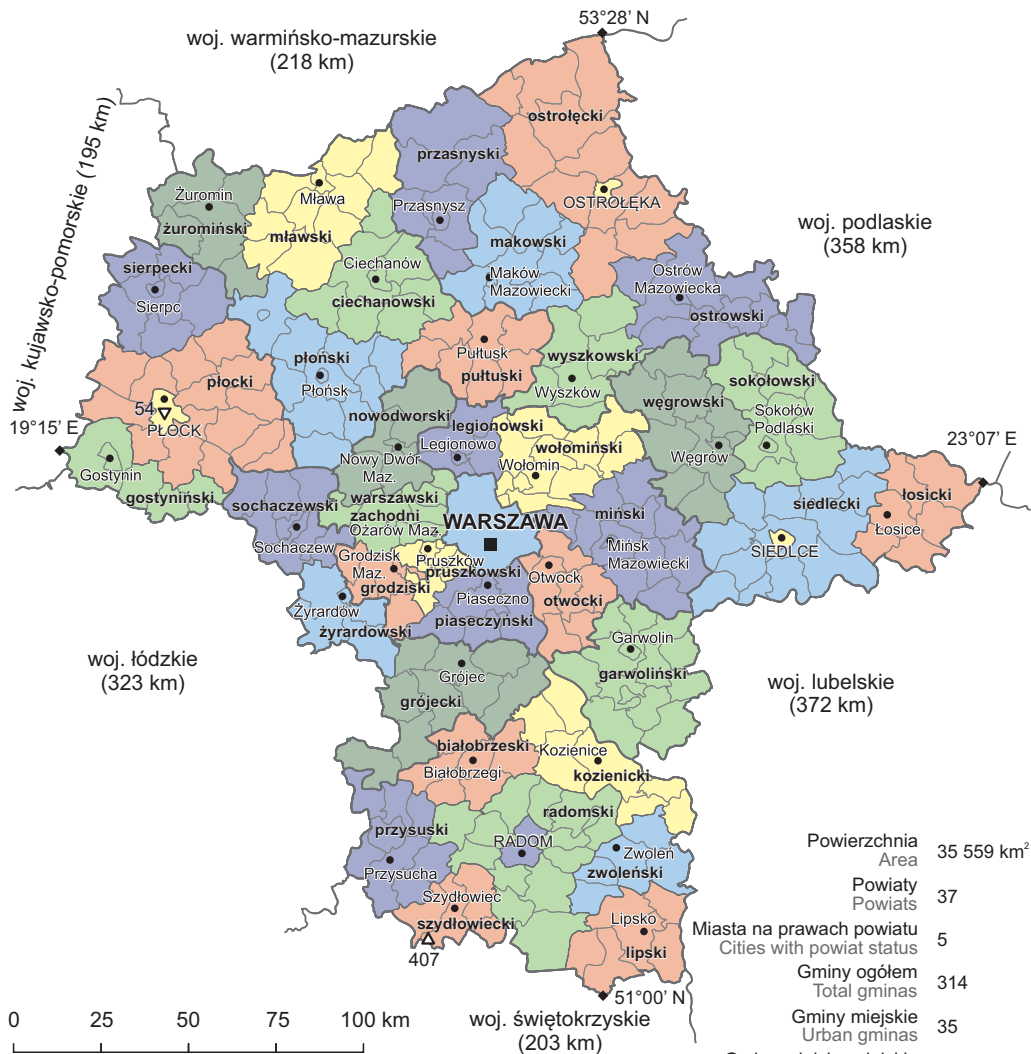 53°28' N
woj. warmińsko-mazurskie
(218 km)
woj. kujawsko-pomorskie (195 km)
ostrołęcki
przasnyski
Żuromin
żuromiński
Mława
mławski
Przasnysz
OSTROŁĘKA
woj. podlaskie
(358 km)
makowski
Maków
Mazowiecki
sierpecki
Sierpc
Ciechanów
ciechanowski
Ostrów
Mazowiecka
ostrowski
płocki
płoński
Płońsk
Pułtusk
pułtuski
wyszkowski
Wyszków
węgrowski
Węgrów
sokołowski
Sokołów
Podlaski
54
PŁOCK
19°15' E
23°07' E
nowodworski
Nowy Dwór
Maz.
legionowski
Legionowo
wołomiński
Wołomin
Gostynin
gostyniński
sochaczewski
Sochaczew
warszawski
zachodni
Ożarów Maz.
WARSZAWA
miński
Mińsk
Mazowiecki
siedlecki
SIEDLCE
łosicki
Łosice
Grodzisk
Maz.
grodziski
Pruszków
pruszkowski
Piaseczno
piaseczyński
Otwock
otwocki
Żyrardów
żyrardowski
woj. łódzkie
(323 km)
Grójec
grójecki
Garwolin
garwoliński
woj. lubelskie
(372 km)
białobrzeski
Białobrzegi
Kozienice
kozienicki
przysuski
Przysucha
radomski
RADOM
Zwoleń
zwoleński
Szydłowiec
szydłowiecki
407
Lipsko
lipski
51°00' N
woj. świętokrzyskie
(203 km)
0 25 50 100 km
Powierzchnia
Area
35 559 km²
Powiaty
Powiats
37
Miasta na prawach powiatu
Cities with powiat status
5
Gminy ogółem
Total gminas
314
Gminy miejskie
Urban gminas
35